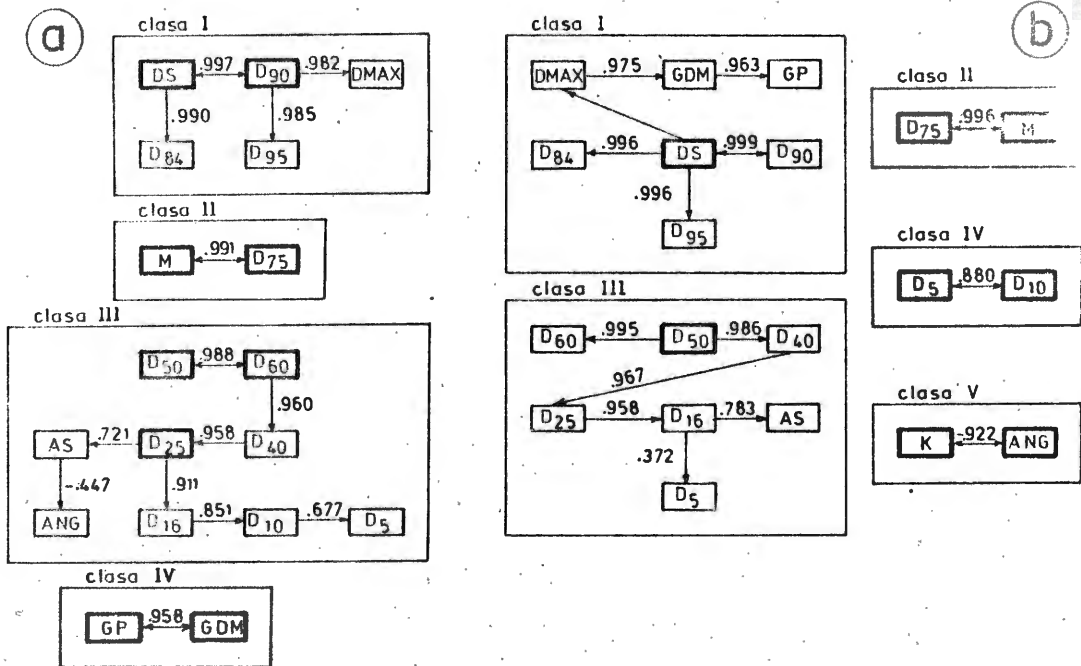 a
clasa I
DS .997 D90 .982 DMAX
.990 .985
D84 D95
clasa II
M .991 D75
clasa III
D50 .988 D60
.960
AS .721 D25 .958 D40
-.447 .911
ANG D16 .851 D10 .677 D5
clasa IV
GP .958 GDM
b
clasa I
DMAX .975 GDM .963 GP
D84 .996 DS .999 D90
.996
D95
clasa III
D60 .995 D50 .986 D40
.967
D25 .958 D16 .783 AS
.372
D5
clasa II
D75 .996 M
clasa IV
D5 .880 D10
clasa V
K -.922 ANG